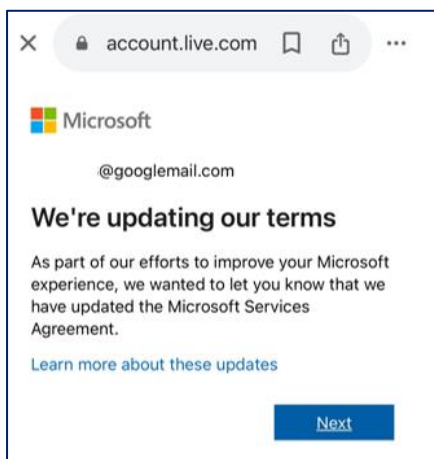 account.live.com
Microsoft
@googlemail.com
We're updating our terms
As part of our efforts to improve your Microsoft
experience, we wanted to let you know that we
have updated the Microsoft Services
Agreement.
Learn more about these updates
Next